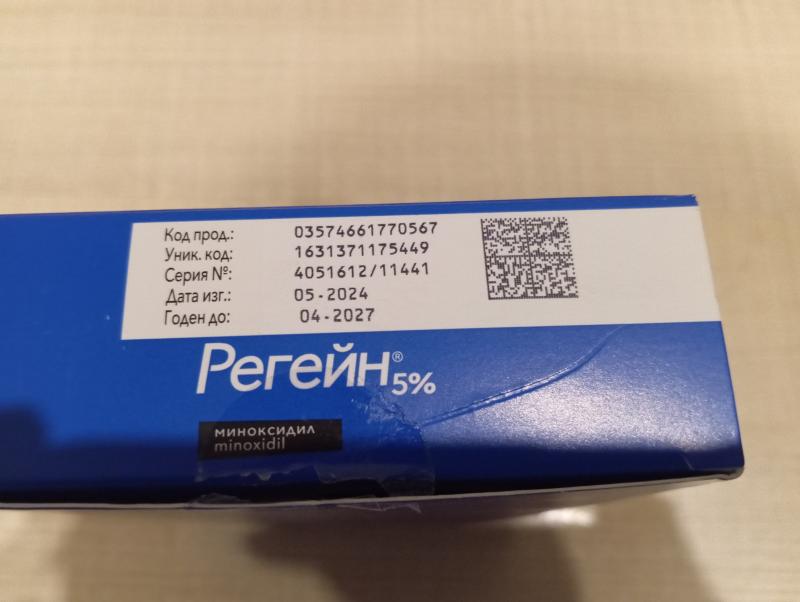 Код прод.: 03574661770567
Уник. код: 1631371175449
Серия №: 4051612/11441
Дата изг.: 05-2024
Годен до: 04-2027
Регейн® 5%
миноксидил
minoxidil